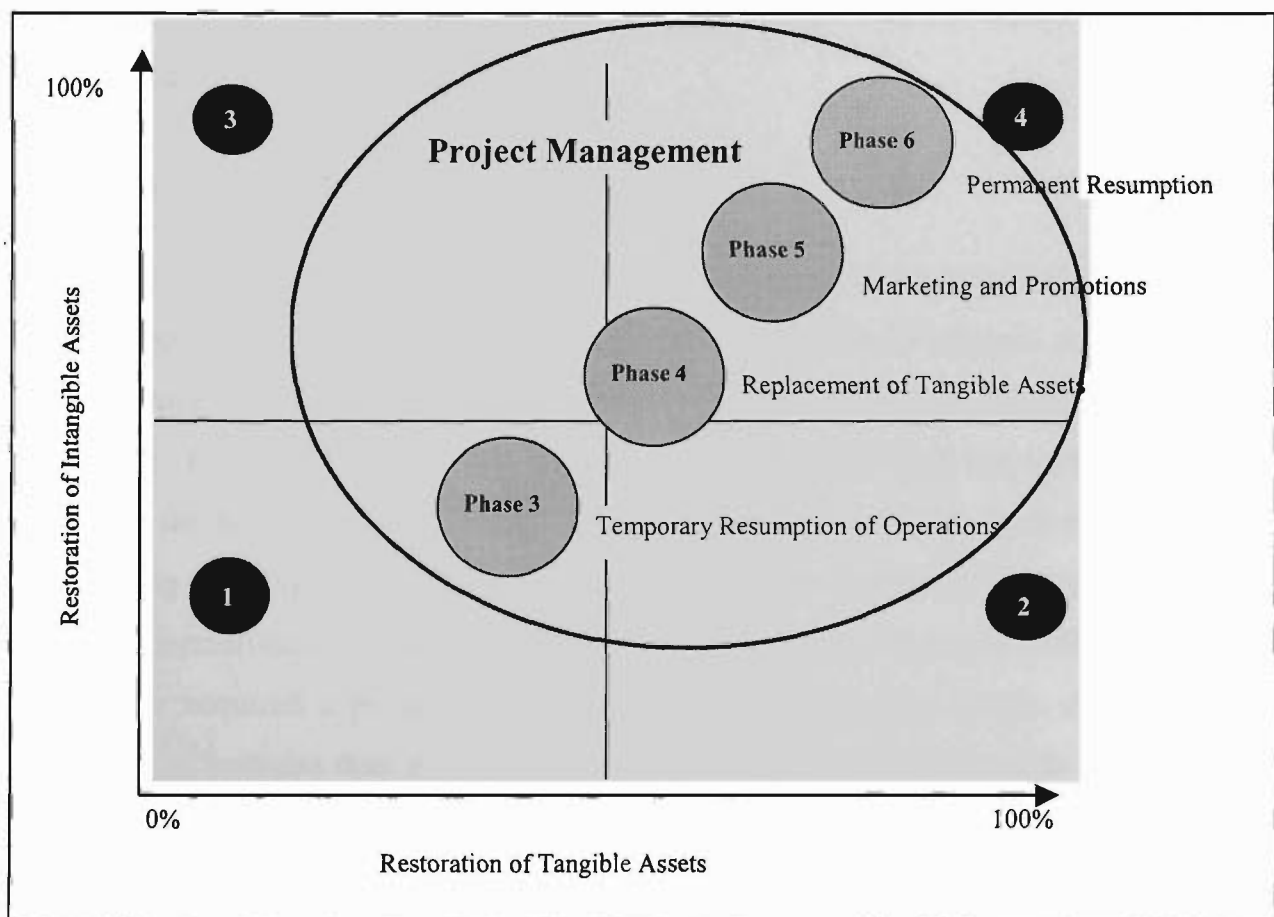 100%
3
4
Project Management
Phase 6
Permanent Resumption
Phase 5
Marketing and Promotions
Phase 4
Replacement of Tangible Assets
Restoration of Intangible Assets
Phase 3
Temporary Resumption of Operations
1
2
0%
100%
Restoration of Tangible Assets